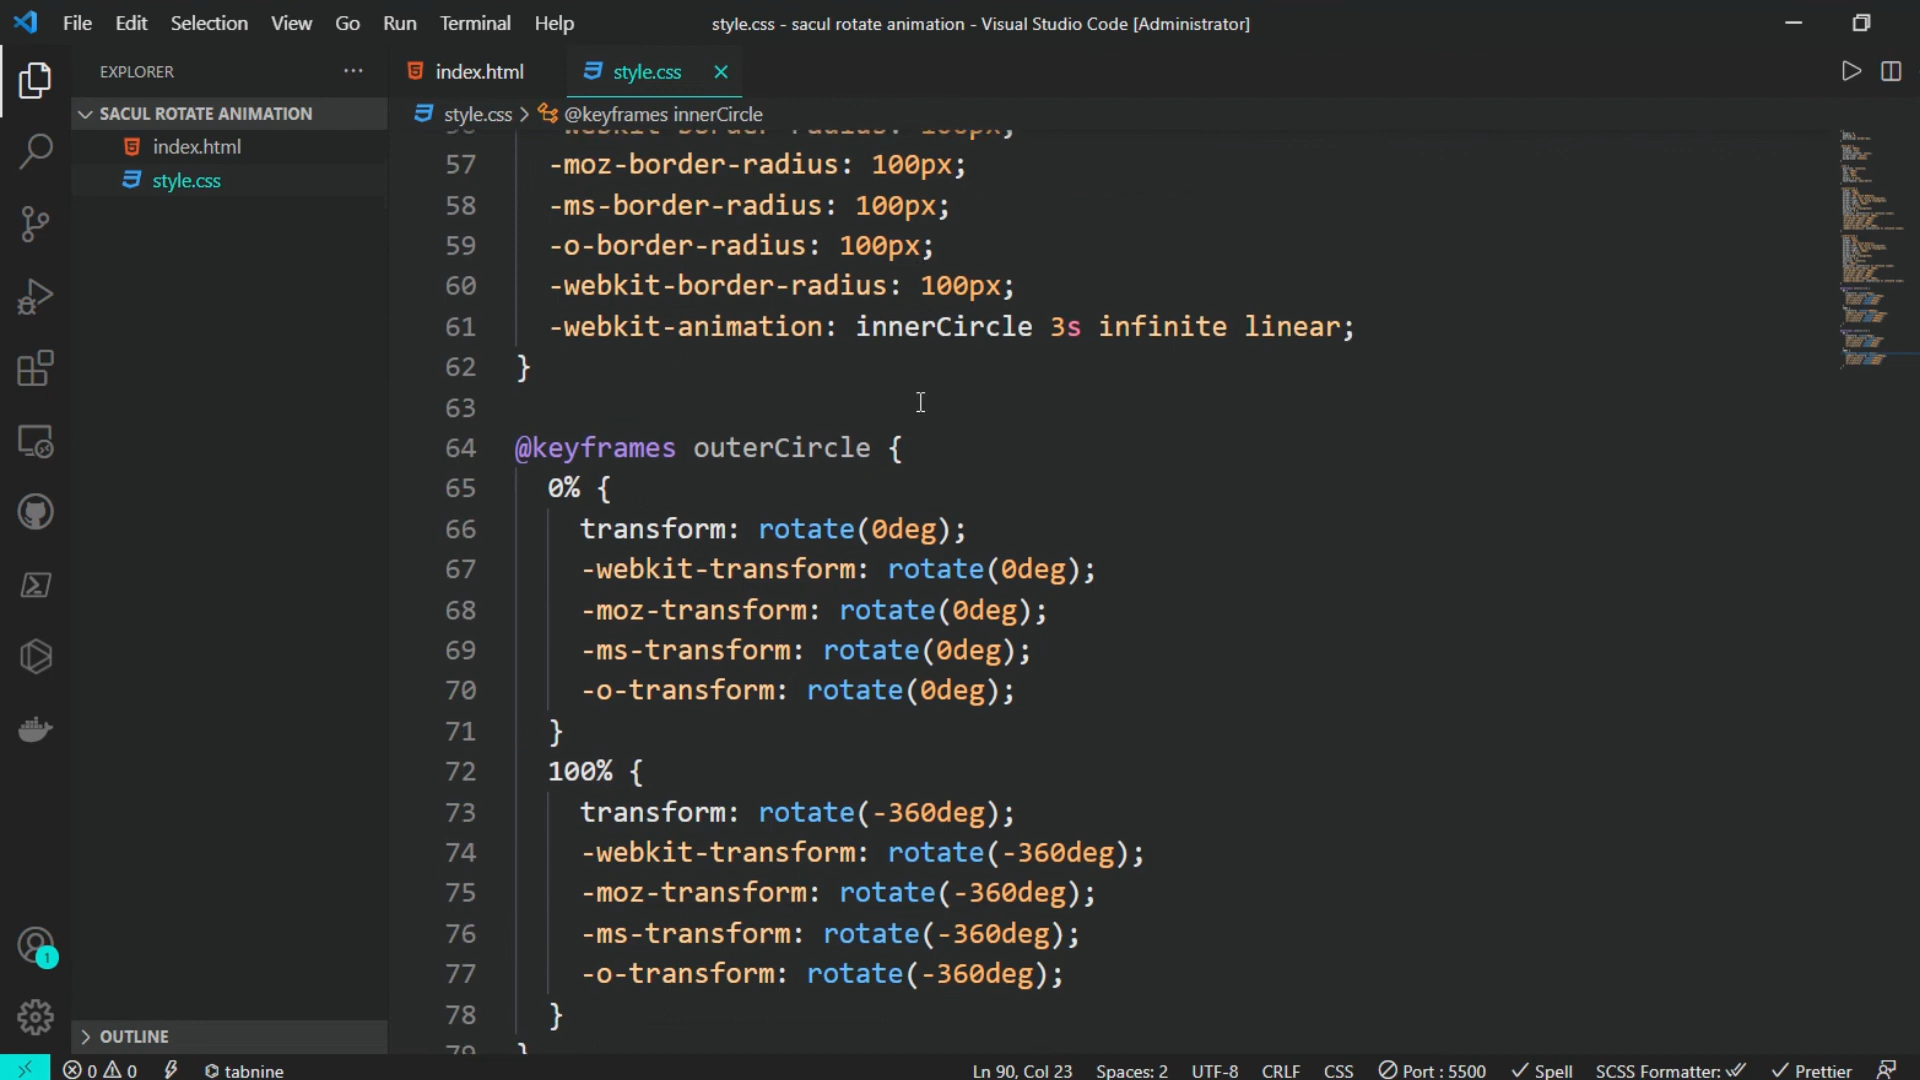 File Edit Selection View Go Run Terminal Help
style.css - sacul rotate animation - Visual Studio Code [Administrator]
EXPLORER
index.html
style.css
SACUL ROTATE ANIMATION
index.html
style.css
style.css > @keyframes innerCircle
56 -webkit-border-radius: 100px;
57 -moz-border-radius: 100px;
58 -ms-border-radius: 100px;
59 -o-border-radius: 100px;
60 -webkit-border-radius: 100px;
61 -webkit-animation: innerCircle 3s infinite linear;
62 }
63
64 @keyframes outerCircle {
65 0% {
66 transform: rotate(0deg);
67 -webkit-transform: rotate(0deg);
68 -moz-transform: rotate(0deg);
69 -ms-transform: rotate(0deg);
70 -o-transform: rotate(0deg);
71 }
72 100% {
73 transform: rotate(-360deg);
74 -webkit-transform: rotate(-360deg);
75 -moz-transform: rotate(-360deg);
76 -ms-transform: rotate(-360deg);
77 -o-transform: rotate(-360deg);
78 }
79 }
1
OUTLINE
0 0 tabnine
Ln 90, Col 23 Spaces: 2 UTF-8 CRLF CSS Port : 5500 Spell SCSS Formatter: Prettier